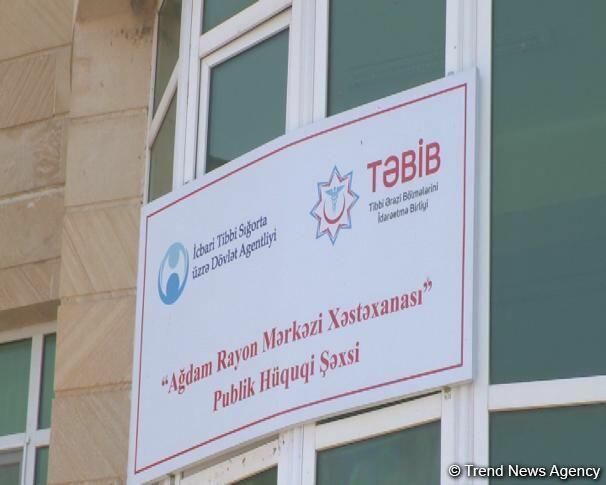 İcbari Tibbi Sığorta
üzrə Dövlət Agentliyi
TƏBİB
Tibbi Ərazi Bölmələrini
İdarəetmə Birliyi
“Ağdam Rayon Mərkəzi Xəstəxanası”
Publik Hüquqi Şəxsi
© Trend News Agency